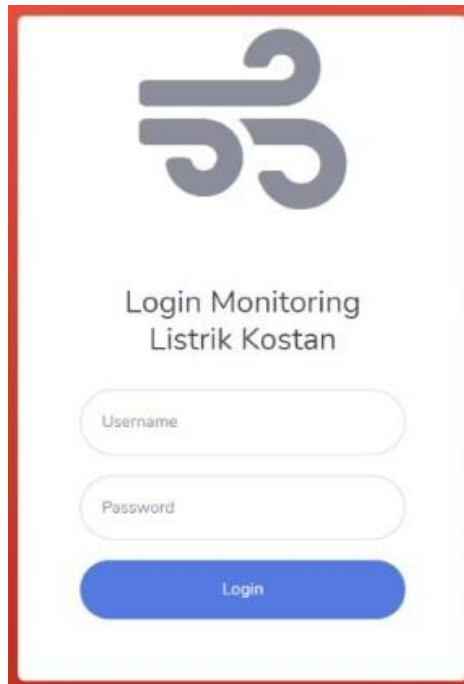 Login Monitoring
Listrik Kostan
Username
Password
Login